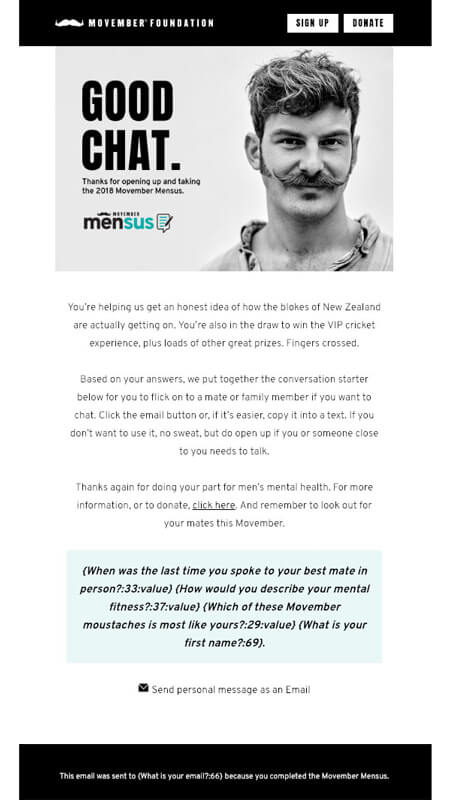 MOVEMBER® FOUNDATION
SIGN UP
DONATE
GOOD
CHAT.
Thanks for opening up and taking
the 2018 Movember Mensus.
MOVEMBER
mensus
You're helping us get an honest idea of how the blokes of New Zealand
are actually getting on. You're also in the draw to win the VIP cricket
experience, plus loads of other great prizes. Fingers crossed.
Based on your answers, we put together the conversation starter
below for you to flick on to a mate or family member if you want to
chat. Click the email button or, if it's easier, copy it into a text. If you
don't want to use it, no sweat, but do open up if you or someone close
to you needs to talk.
Thanks again for doing your part for men's mental health. For more
information, or to donate, click here. And remember to look out for
your mates this Movember.
{When was the last time you spoke to your best mate in
person?:33:value} {How would you describe your mental
fitness?:37:value} {Which of these Movember
moustaches is most like yours?:29:value} {What is your
first name?:69}.
Send personal message as an Email
This email was sent to {What is your email?:66} because you completed the Movember Mensus.